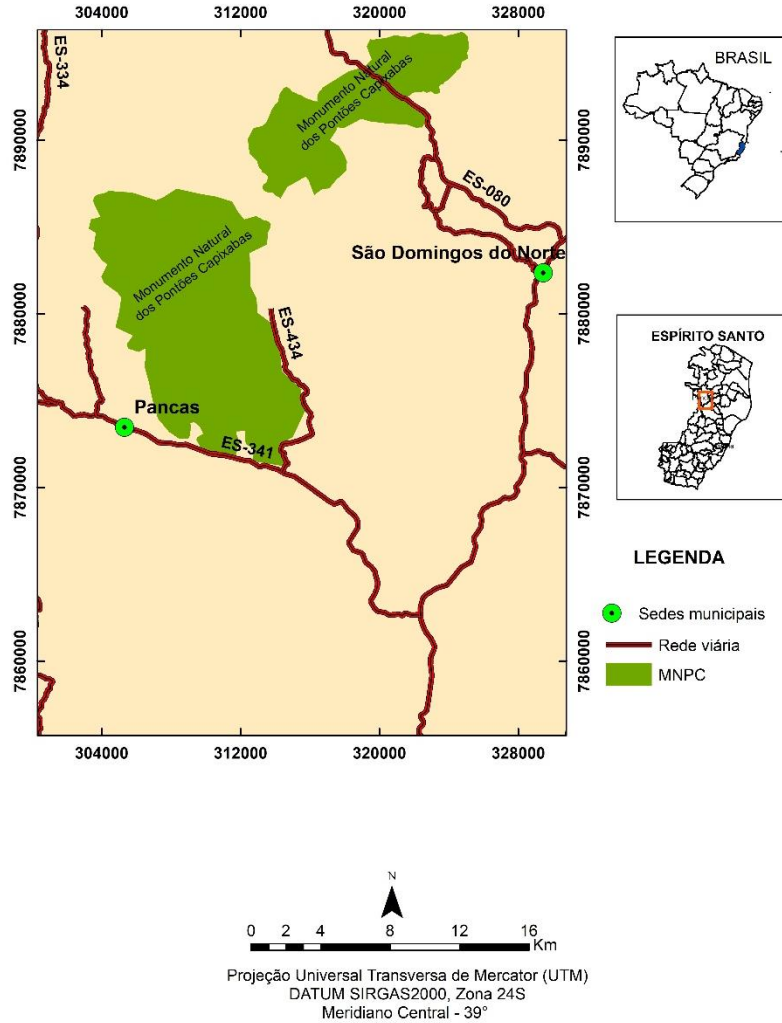 304000 312000 320000 328000
ES-334
Monumento Natural
dos Pontões Capixabas
BRASIL
7890000
7890000
ES-080
Monumento Natural
dos Pontões Capixabas
São Domingos do Norte
7880000
7880000
ES-434
ESPÍRITO SANTO
Pancas
ES-341
7870000
7870000
LEGENDA
Sedes municipais
Rede viária
MNPC
7860000
7860000
304000 312000 320000 328000
N
0 2 4 8 12 16
Km
Projeção Universal Transversa de Mercator (UTM)
DATUM SIRGAS2000, Zona 24S
Meridiano Central - 39°